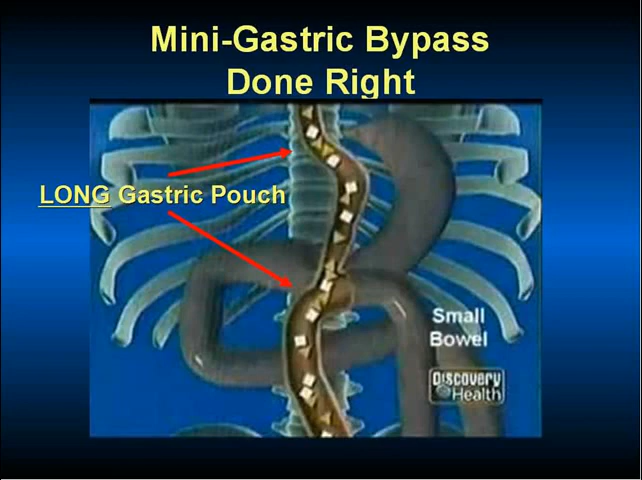 Mini-Gastric Bypass
Done Right
LONG Gastric Pouch
Small
Bowel
Discovery
Health